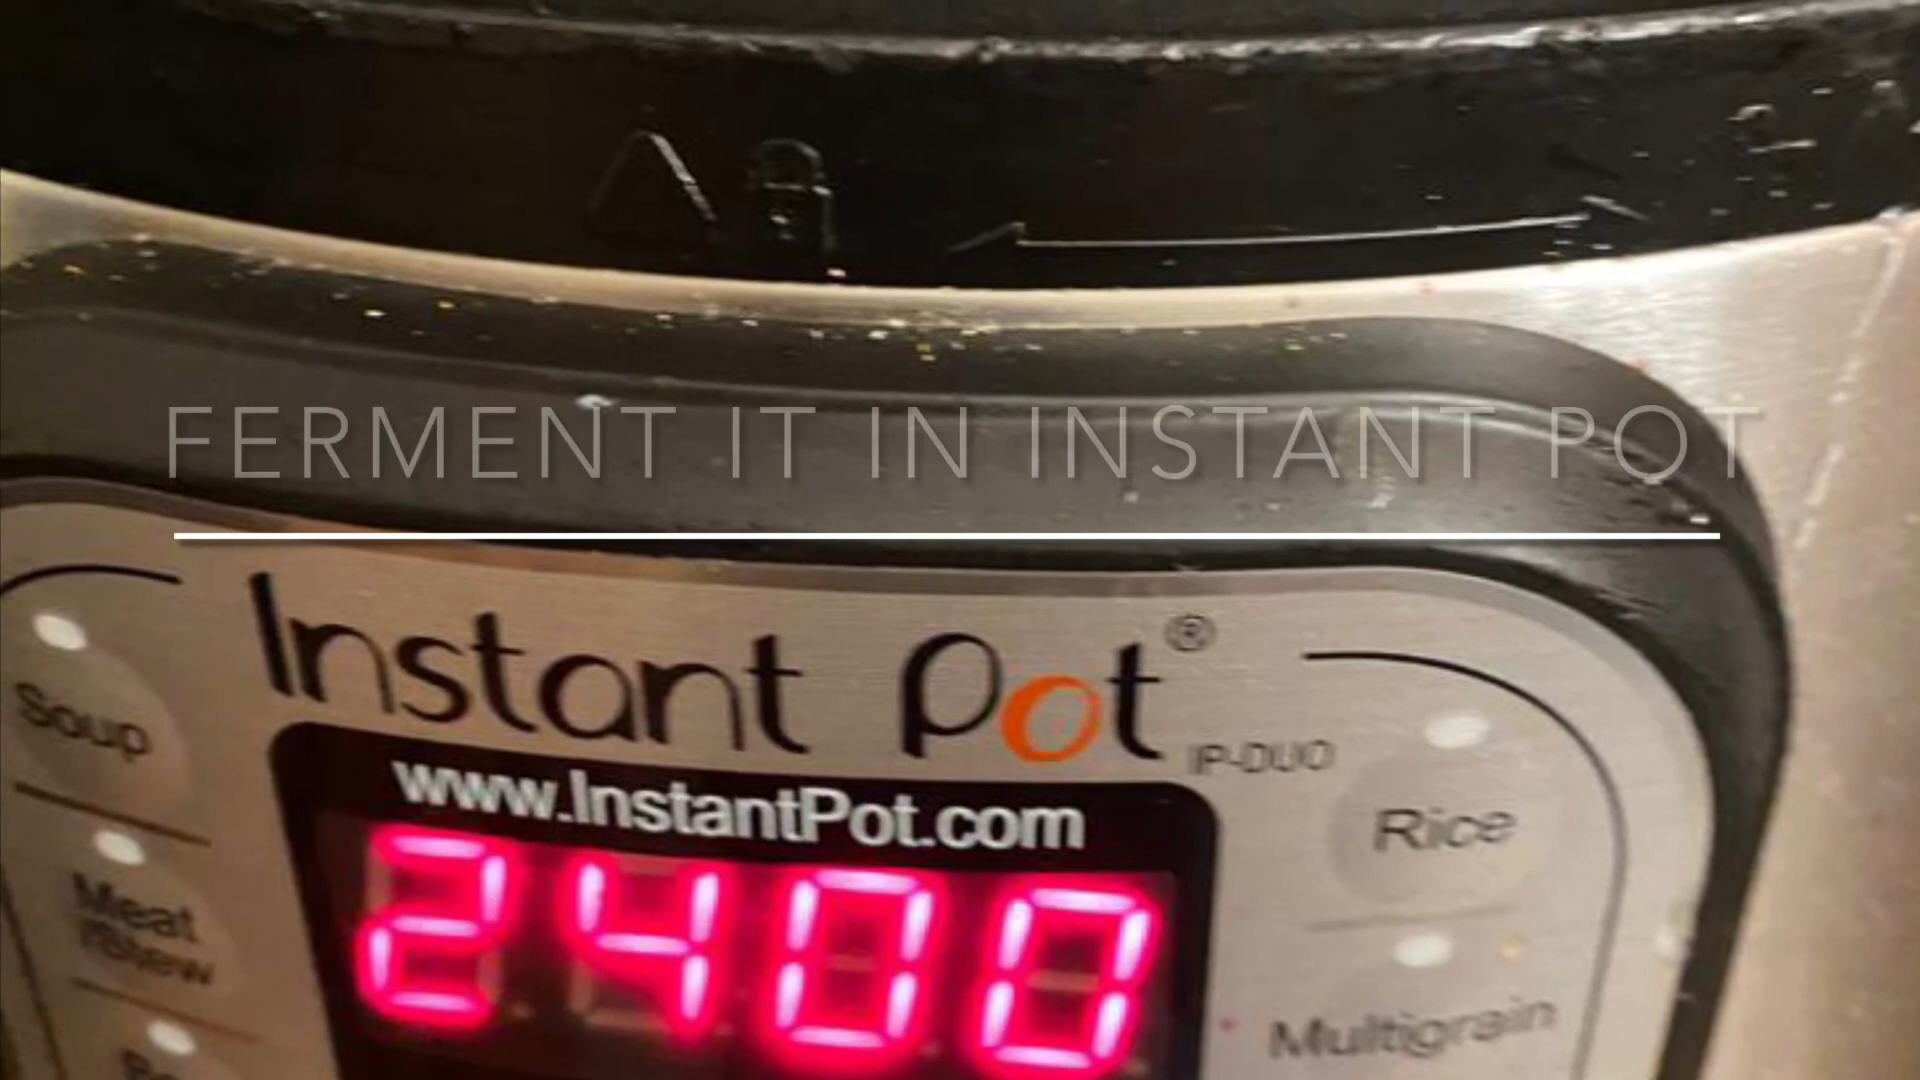 FERMENT IT IN INSTANT POT
Instant Pot®
IP-DUO
www.InstantPot.com
2400
Soup
Meat
/Stew
Rice
Multigrain